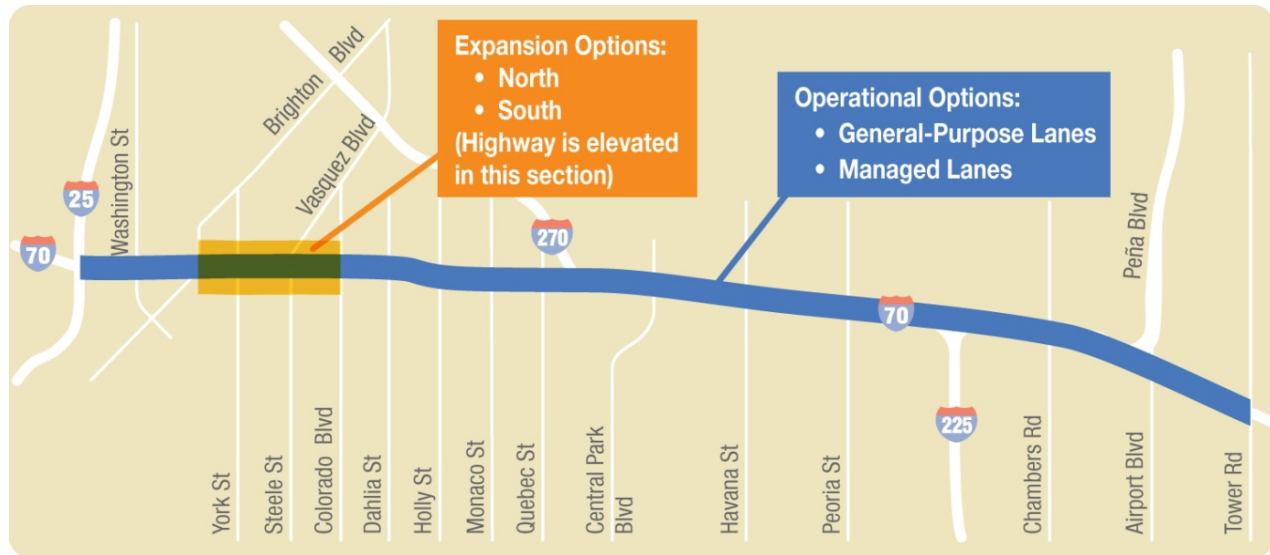 Expansion Options:
• North
• South
(Highway is elevated
in this section)
Operational Options:
• General-Purpose Lanes
• Managed Lanes
Brighton Blvd
Vasquez Blvd
Washington St
Peña Blvd
25
70
270
70
225
York St
Steele St
Colorado Blvd
Dahlia St
Holly St
Monaco St
Quebec St
Central Park
Blvd
Havana St
Peoria St
Chambers Rd
Airport Blvd
Tower Rd